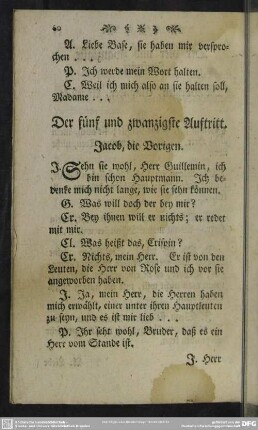 60
A. Liebe Base, sie haben mir verspro-
chen . . . .
P. Ich werde mein Wort halten.
C. Weil ich mich also an sie halten soll,
Madame . . .
Der fünf und zwanzigste Auftritt.
Jacob, die Vorigen.
J. Sehn sie wohl, Herr Guillemin, ich
bin schon Hauptmann. Ich be-
denke mich nicht lange, wie sie sehn können.
G. Was will doch der bey mir?
Cr. Bey ihnen will er nichts; er redet
mit mir.
Cl. Was heißt das, Crispin?
Cr. Nichts, mein Herr. Er ist von den
Leuten, die Herr von Rose und ich vor sie
angeworben haben.
J. Ja, mein Herr, die Herren haben
mich erwählt, einer unter ihren Hauptleuten
zu seyn, und es ist mir lieb . . .
P. Ihr seht wohl, Bruder, daß es ein
Herr vom Stande ist.
J. Herr
DFG